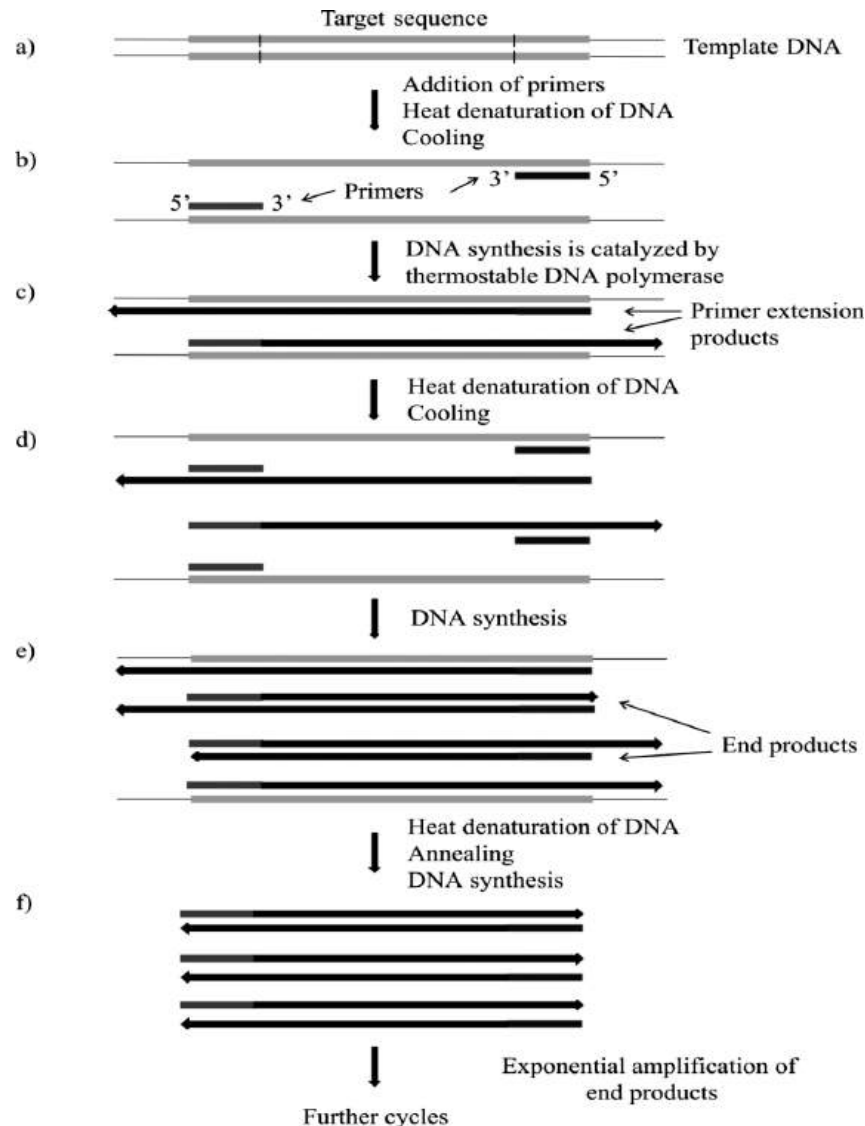 Target sequence
a)
Template DNA
Addition of primers
Heat denaturation of DNA
Cooling
b)
3’ 5’
Primers
5’ 3’
DNA synthesis is catalyzed by
thermostable DNA polymerase
c)
Primer extension
products
Heat denaturation of DNA
Cooling
d)
DNA synthesis
e)
End products
Heat denaturation of DNA
Annealing
DNA synthesis
f)
Exponential amplification of
end products
Further cycles